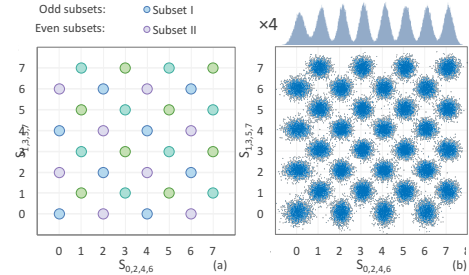 Odd subsets: Subset I
Even subsets: Subset II
×4
7
6
5
4
3
2
1
0
S1,3,5,7
0 1 2 3 4 5 6 7
S0,2,4,6
(a)
7
6
5
4
3
2
1
0
S1,3,5,7
0 1 2 3 4 5 6 7 8
S0,2,4,6
(b)